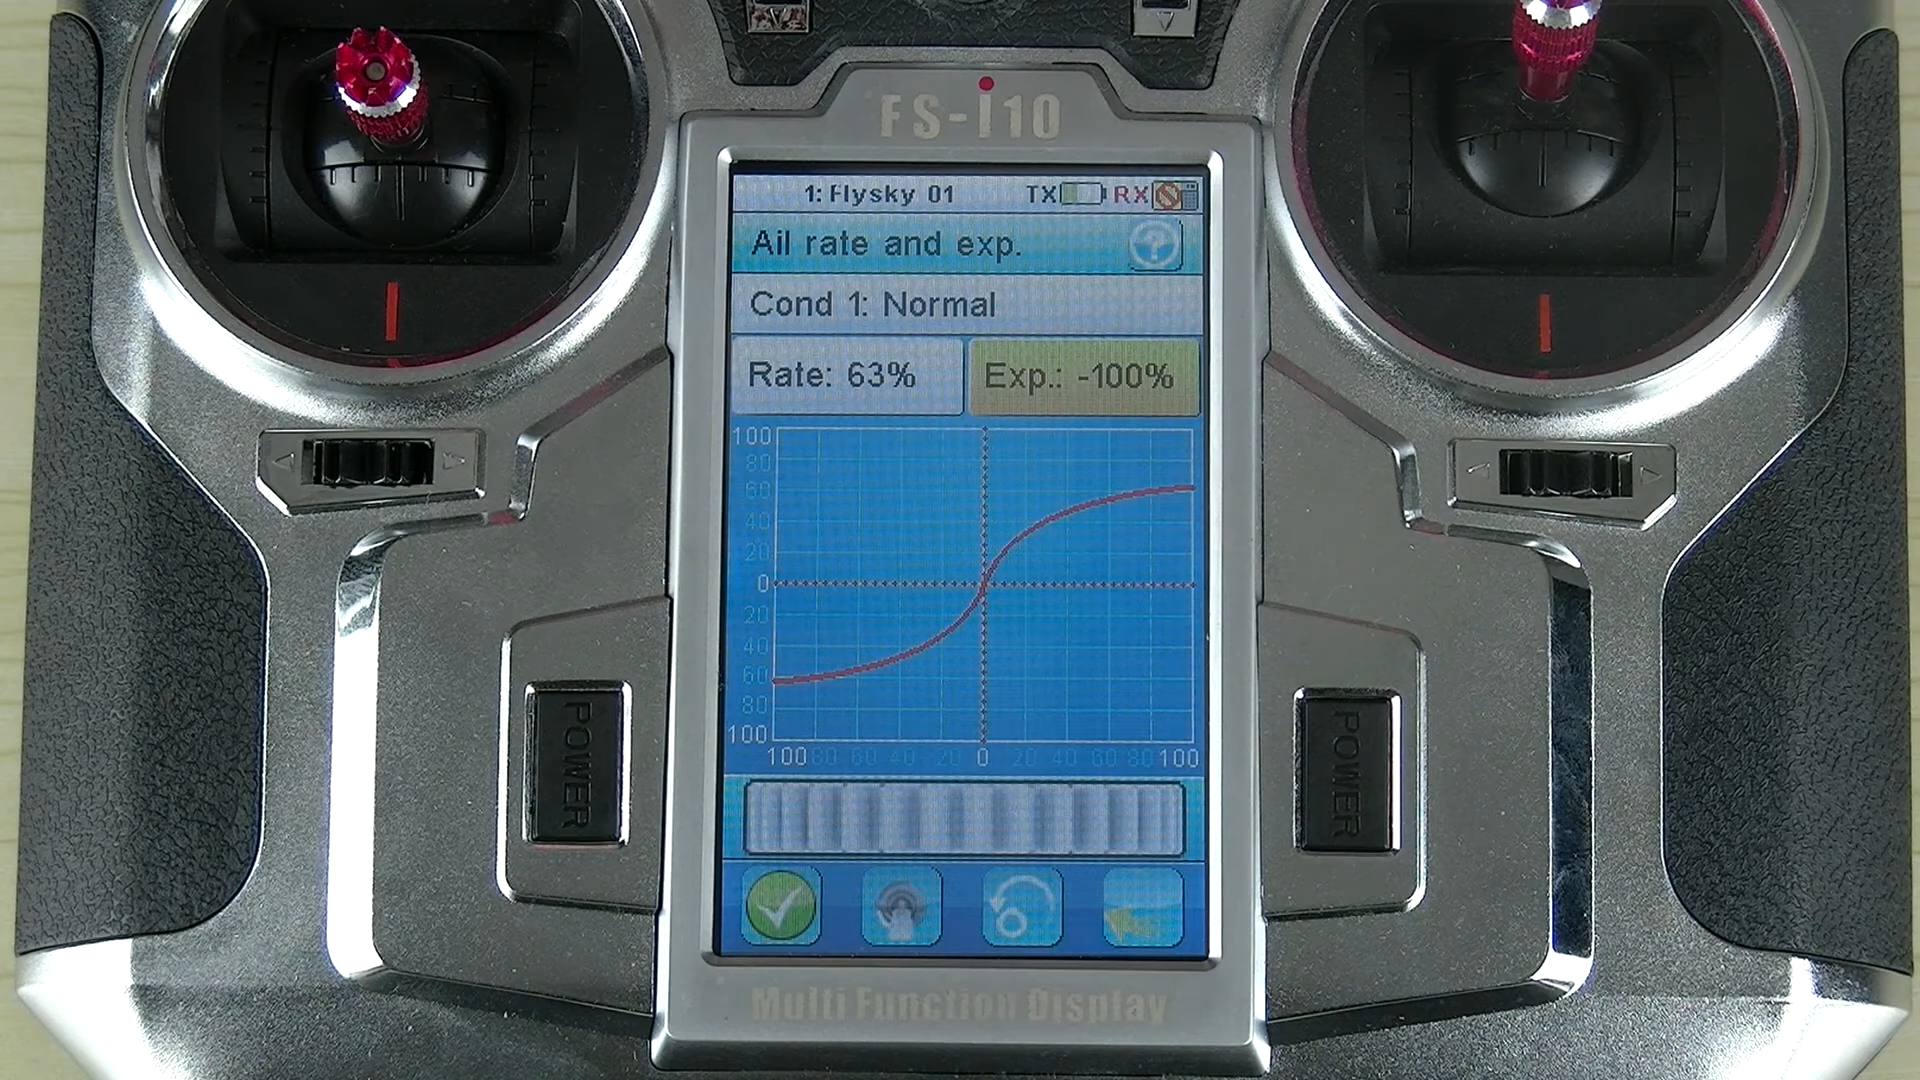 FS-i10
1: Flysky 01 TX RX
Ail rate and exp. ?
Cond 1: Normal
Rate: 63% Exp.: -100%
100
80
60
40
20
0
20
40
60
80
100
100 80 60 40 20 0 20 40 60 80 100
POWER POWER
Multi Function Display